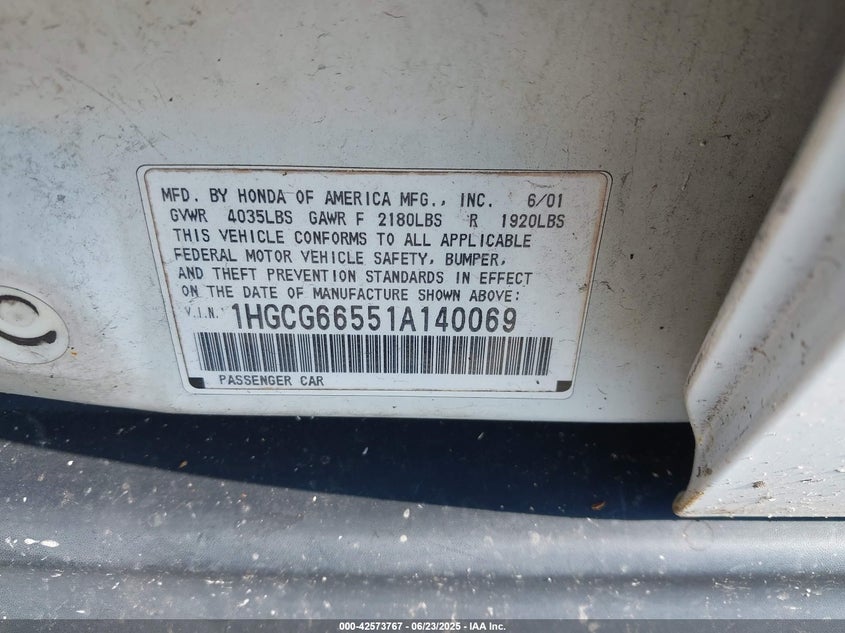 MFD. BY HONDA OF AMERICA MFG., INC. 6/01
GVWR 4035LBS GAWR F 2180LBS R 1920LBS
THIS VEHICLE CONFORMS TO ALL APPLICABLE
FEDERAL MOTOR VEHICLE SAFETY, BUMPER,
AND THEFT PREVENTION STANDARDS IN EFFECT
ON THE DATE OF MANUFACTURE SHOWN ABOVE:
V.I.N. 1HGCG66551A140069
PASSENGER CAR
000-42573767 - 06/23/2025 - IAA Inc.